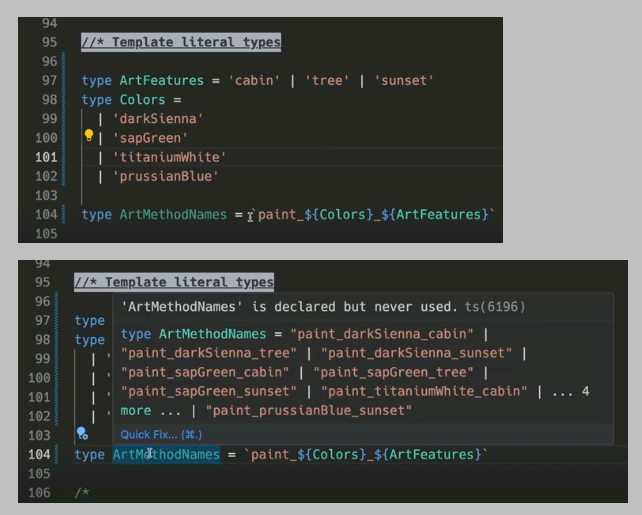 94
95 //* Template literal types
96
97 type ArtFeatures = 'cabin' | 'tree' | 'sunset'
98 type Colors =
99 | 'darkSienna'
100 | 'sapGreen'
101 | 'titaniumWhite'
102 | 'prussianBlue'
103
104 type ArtMethodNames = `paint_${Colors}_${ArtFeatures}`
105
94
95 //* Template literal types
96 'ArtMethodNames' is declared but never used. ts(6196)
97 type type ArtMethodNames = "paint_darkSienna_cabin" |
98 type "paint_darkSienna_tree" | "paint_darkSienna_sunset" |
99 | ' "paint_sapGreen_cabin" | "paint_sapGreen_tree" |
100 | ' "paint_sapGreen_sunset" | "paint_titaniumWhite_cabin" | ... 4
101 | ' more ... | "paint_prussianBlue_sunset"
102 | '
103 Quick Fix... (⌘.)
104 type ArtMethodNames = `paint_${Colors}_${ArtFeatures}`
105
106 /*